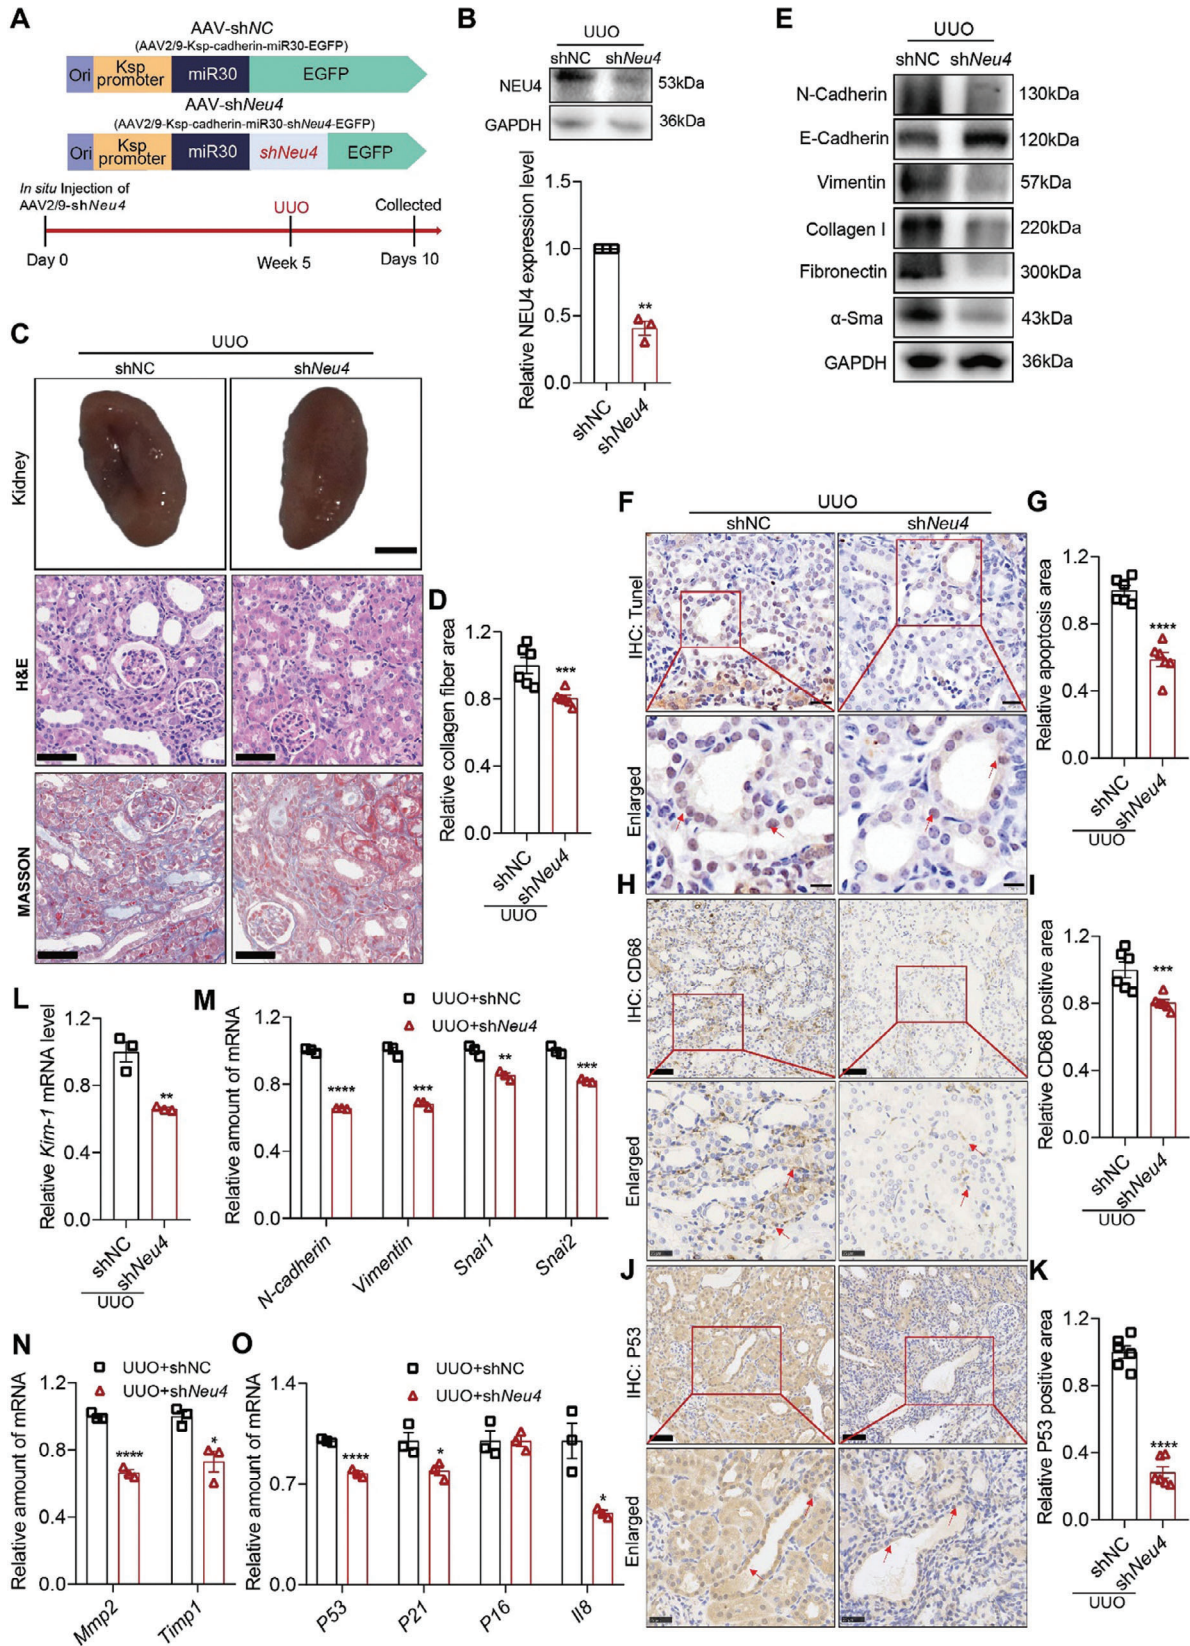 A
AAV-shNC
(AAV2/9-Ksp-cadherin-miR30-EGFP)
Ori
Ksp
promoter
miR30
EGFP
AAV-shNeu4
(AAV2/9-Ksp-cadherin-miR30-shNeu4-EGFP)
Ori
Ksp
promoter
miR30
shNeu4
EGFP
In situ Injection of
AAV2/9-shNeu4
UUO
Collected
Day 0
Week 5
Days 10
B
UUO
shNC shNeu4
NEU4
53kDa
GAPDH
36kDa
Relative NEU4 expression level
1.5
1.0
0.5
0.0
**
shNC
shNeu4
E
UUO
shNC shNeu4
N-Cadherin
130kDa
E-Cadherin
120kDa
Vimentin
57kDa
Collagen I
220kDa
Fibronectin
300kDa
α-Sma
43kDa
GAPDH
36kDa
C
UUO
shNC
shNeu4
Kidney
H&E
MASSON
D
Relative collagen fiber area
1.2
0.8
0.4
0.0
***
shNC
shNeu4
UUO
F
UUO
shNC
shNeu4
IHC: Tunel
Enlarged
G
Relative apoptosis area
1.2
0.8
0.4
0.0
****
shNC
shNeu4
UUO
H
IHC: CD68
Enlarged
I
Relative CD68 positive area
1.2
0.8
0.4
0.0
***
shNC
shNeu4
UUO
J
IHC: P53
Enlarged
K
Relative P53 positive area
1.2
0.8
0.4
0.0
****
shNC
shNeu4
UUO
L
Relative Kim-1 mRNA level
1.2
0.8
0.4
0.0
**
shNC
shNeu4
UUO
M
UUO+shNC
UUO+shNeu4
Relative amount of mRNA
1.2
0.8
0.4
0.0
****
***
**
***
N-cadherin
Vimentin
Snai1
Snai2
N
UUO+shNC
UUO+shNeu4
Relative amount of mRNA
1.2
0.8
0.4
0.0
****
*
Mmp2
Timp1
O
UUO+shNC
UUO+shNeu4
Relative amount of mRNA
1.4
0.7
0.0
****
*
*
P53
P21
P16
Il8